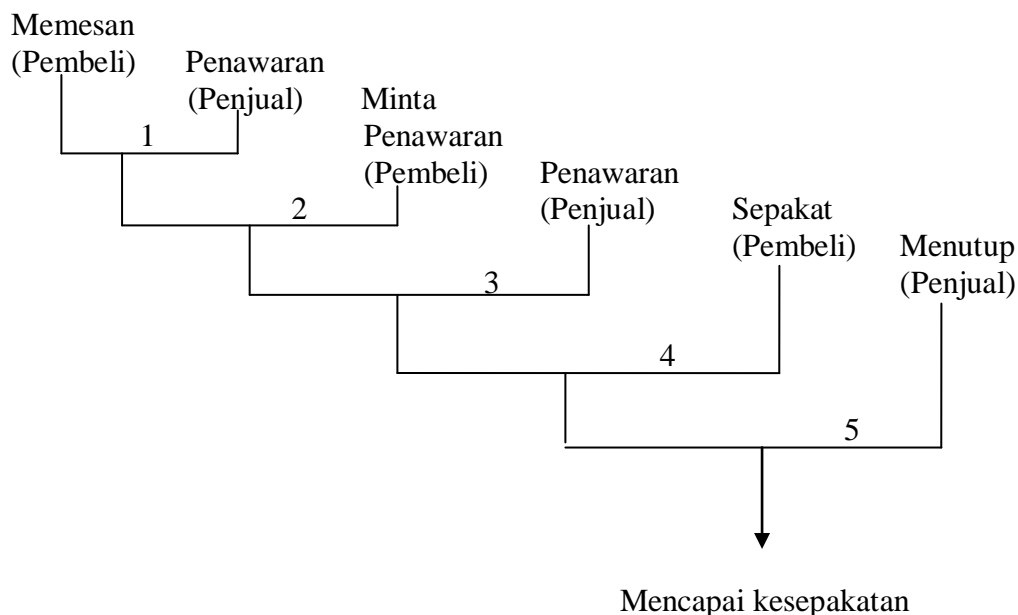 Memesan
(Pembeli)
Penawaran
(Penjual)
Minta
Penawaran
(Pembeli)
Penawaran
(Penjual)
Sepakat
(Pembeli)
Menutup
(Penjual)
1
2
3
4
5
Mencapai kesepakatan